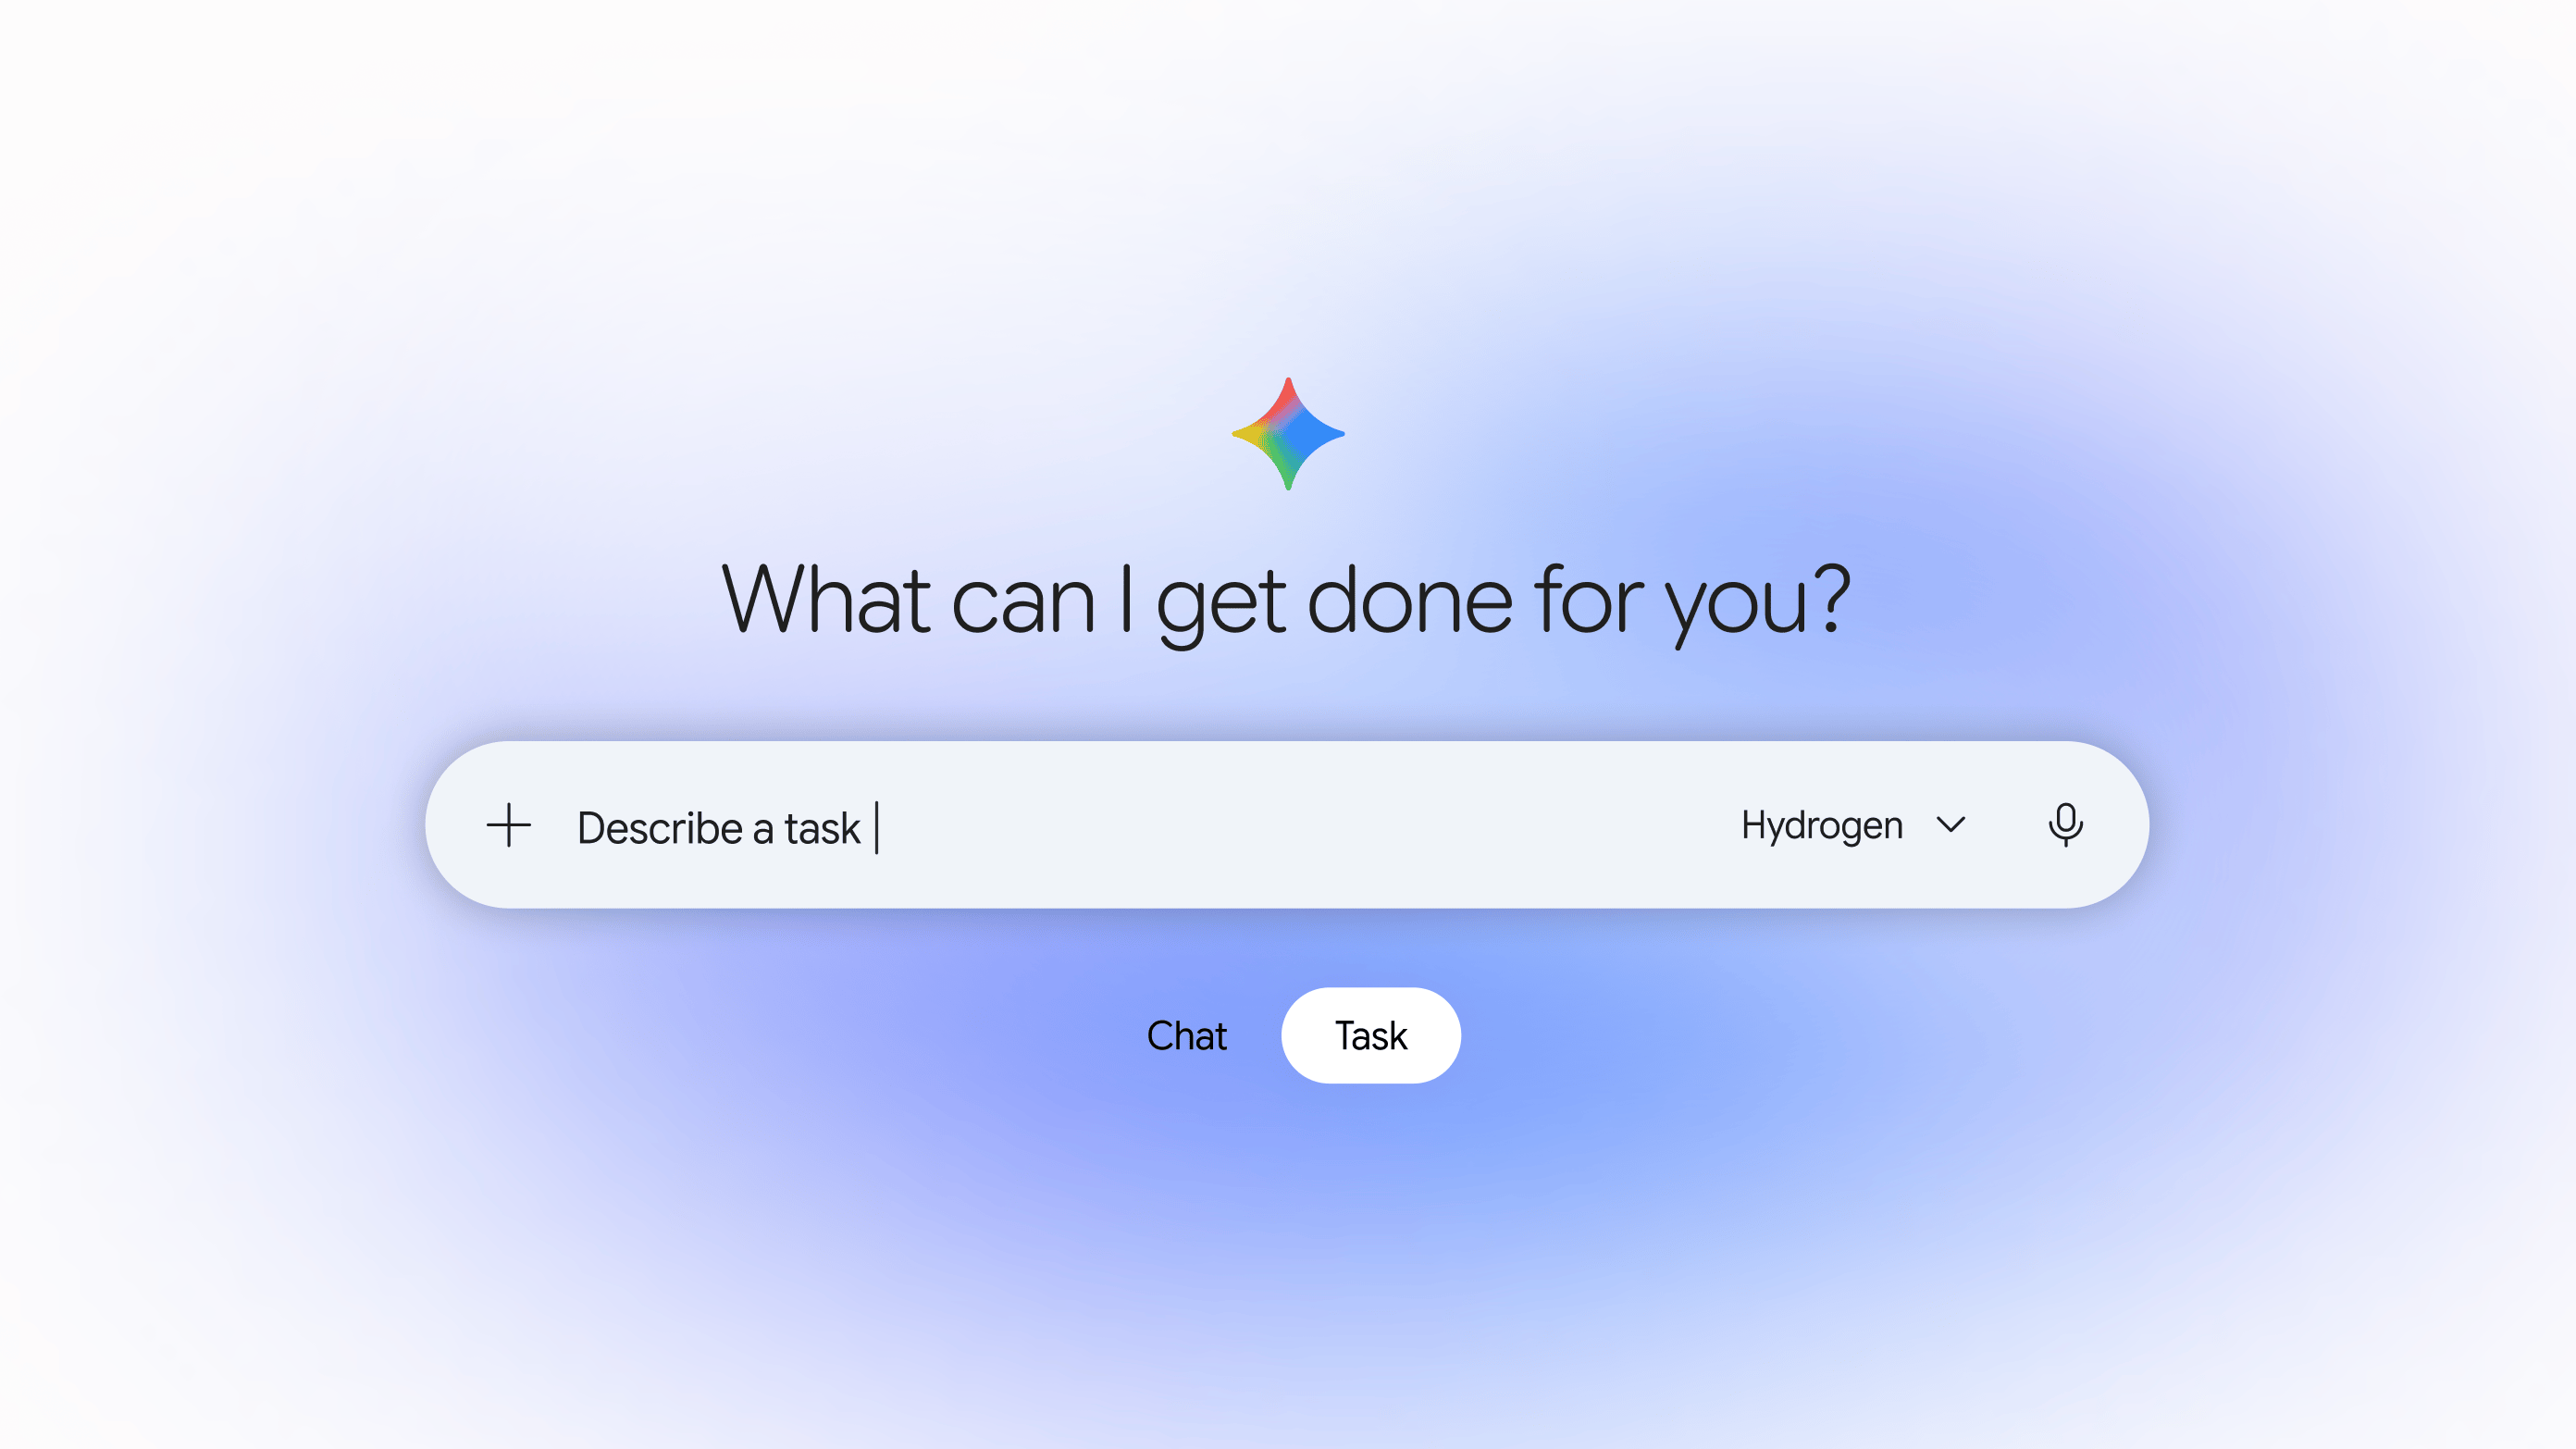 What can I get done for you?
Describe a task
Hydrogen
Chat
Task